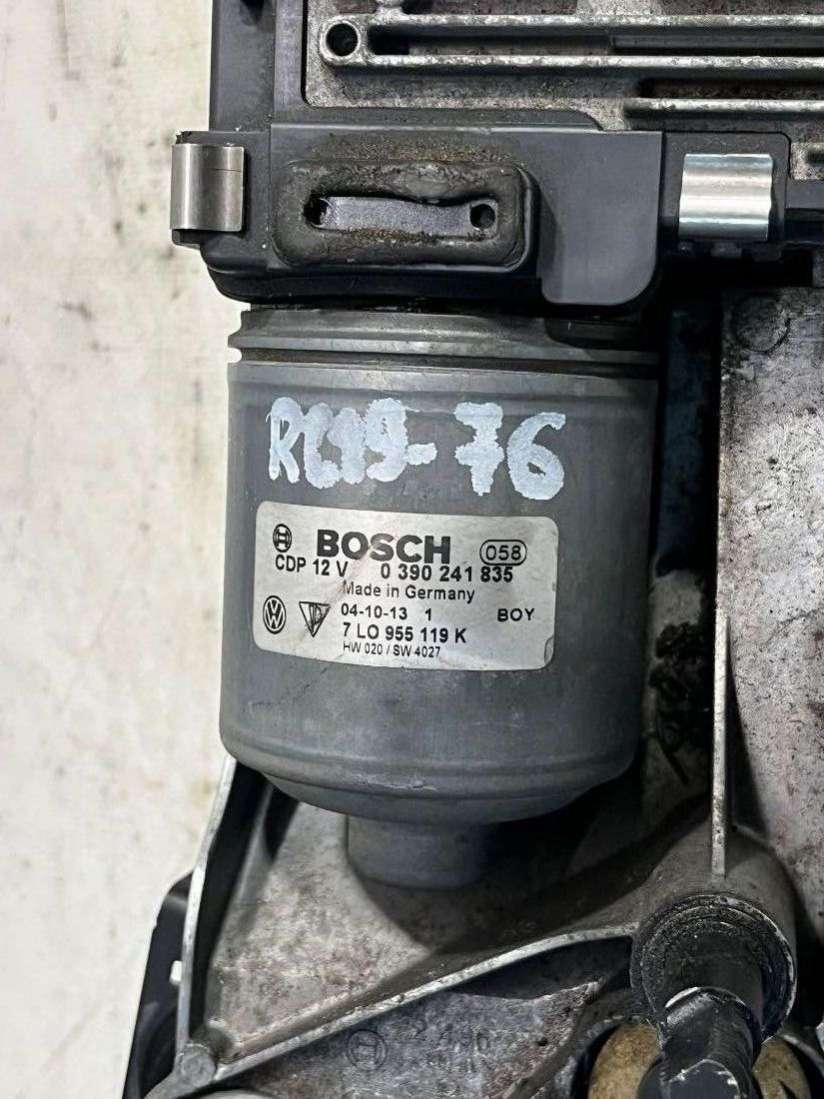 RC19-76
BOSCH 058
CDP 12 V 0 390 241 835
Made in Germany
04-10-13 1 BOY
7 LO 955 119 K
HW 020 / SW 4027